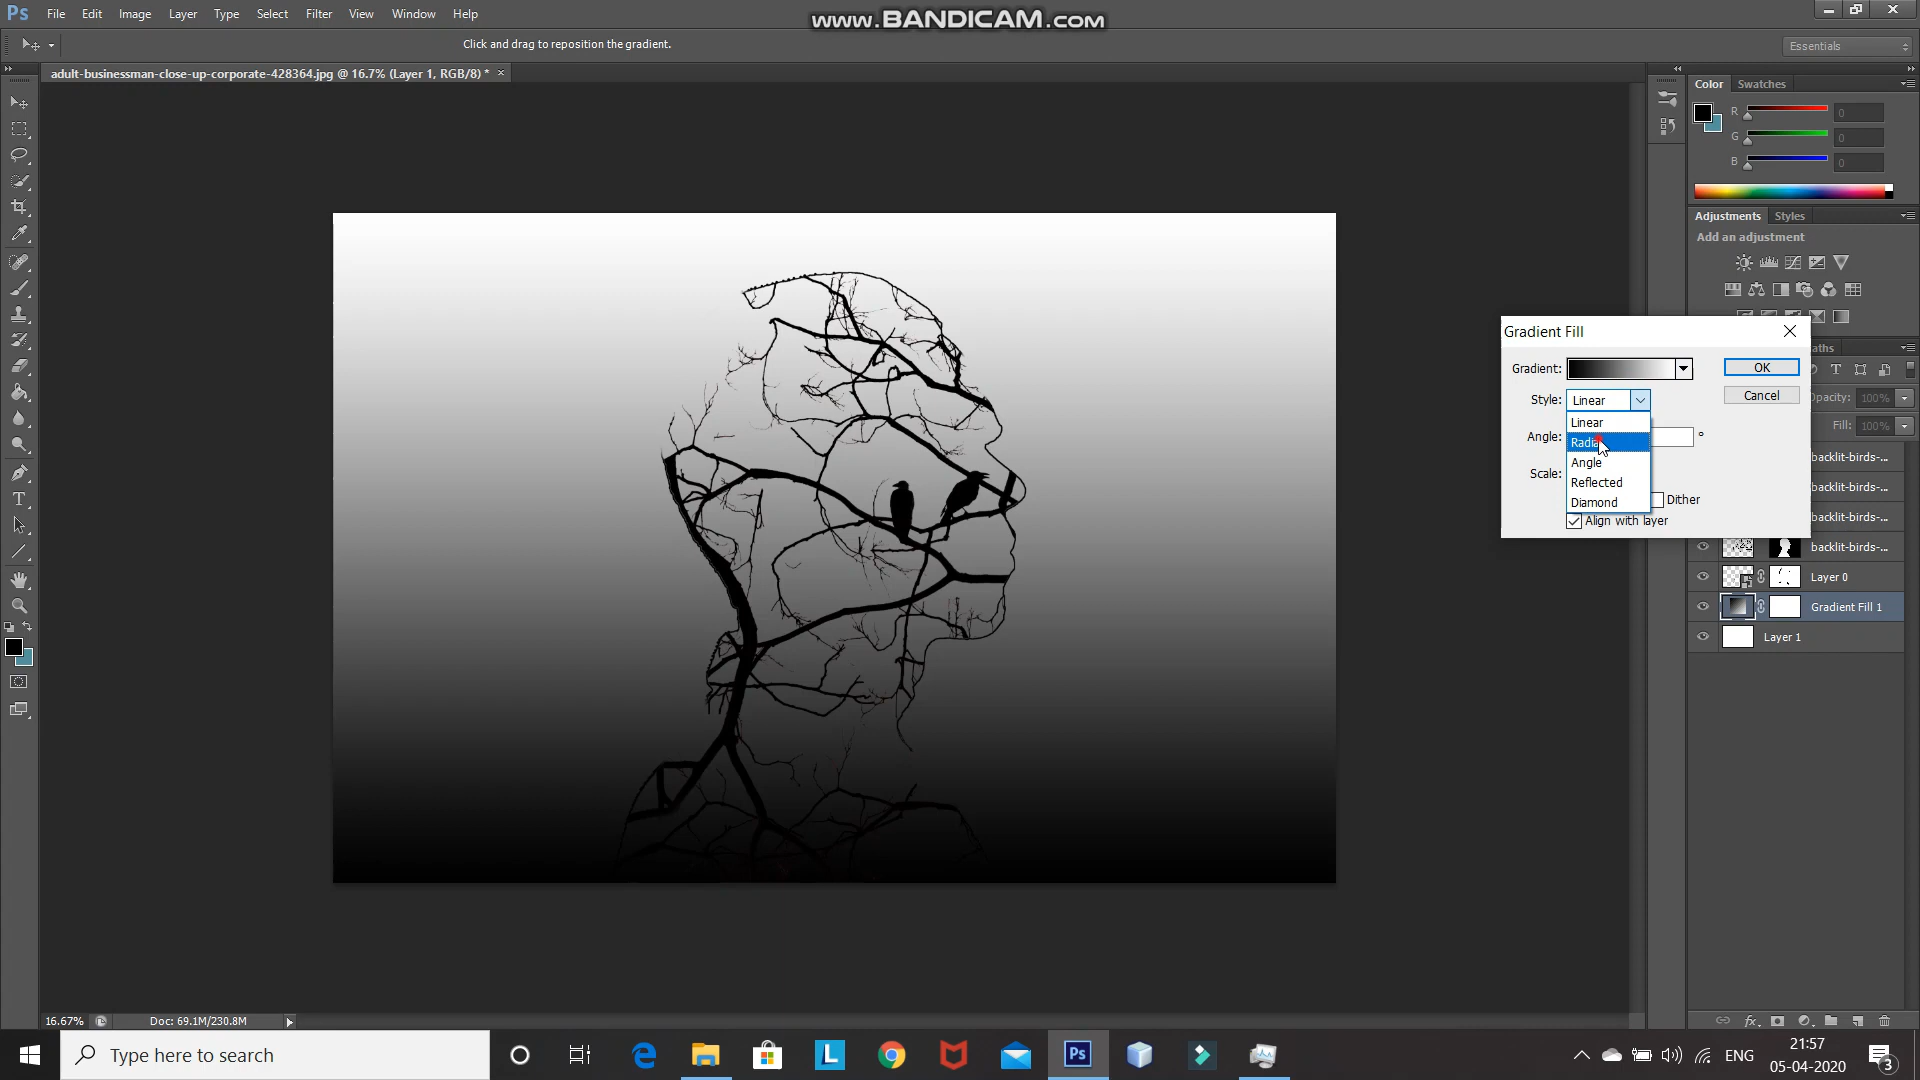 Ps File Edit Image Layer Type Select Filter View Window Help
www.BANDICAM.com
Click and drag to reposition the gradient.
Essentials
adult-businessman-close-up-corporate-428364.jpg @ 16.7% (Layer 1, RGB/8) *
Color Swatches
R 0
G 0
B 0
Adjustments Styles
Add an adjustment
Gradient Fill
Gradient: OK
Style: Linear Cancel
Linear
Angle: Radial °
Angle
Scale:
Reflected
Diamond Dither
Align with layer
aths
Opacity: 100%
Fill: 100%
backlit-birds-...
backlit-birds-...
backlit-birds-...
backlit-birds-...
Layer 0
Gradient Fill 1
Layer 1
16.67% Doc: 69.1M/230.8M
fx
Type here to search
L
Ps
ENG
21:57
05-04-2020
3